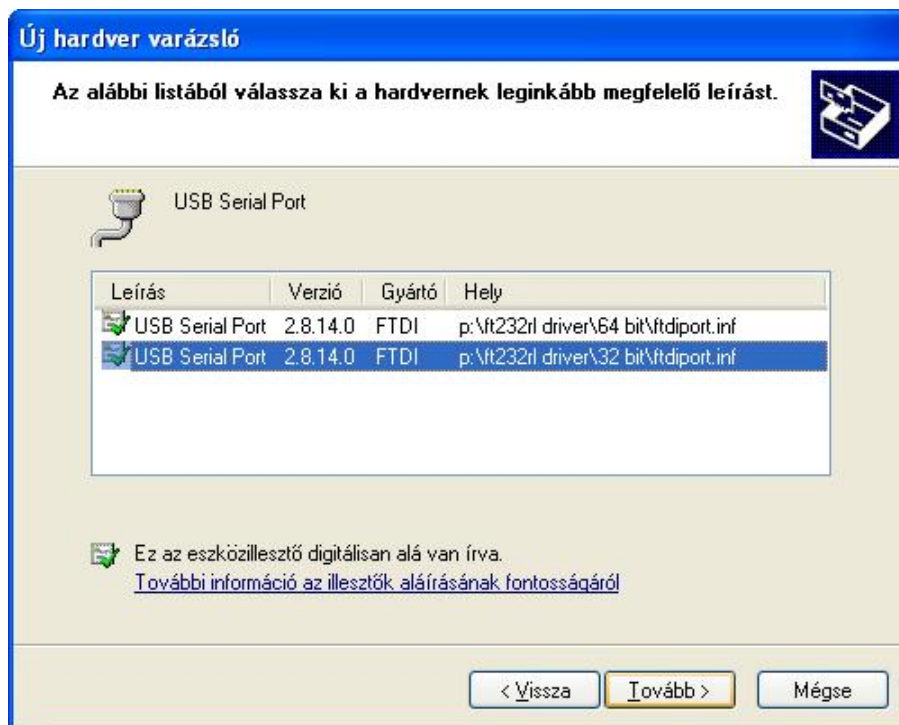 Új hardver varázsló
Az alábbi listából válassza ki a hardvernek leginkább megfelelő leírást.
USB Serial Port
Leírás Verzió Gyártó Hely
USB Serial Port 2.8.14.0 FTDI p:\ft232rl driver\64 bit\ftdiport.inf
USB Serial Port 2.8.14.0 FTDI p:\ft232rl driver\32 bit\ftdiport.inf
Ez az eszközillesztő digitálisan alá van írva.
További információ az illesztők aláírásának fontosságáról
< Vissza Tovább > Mégse